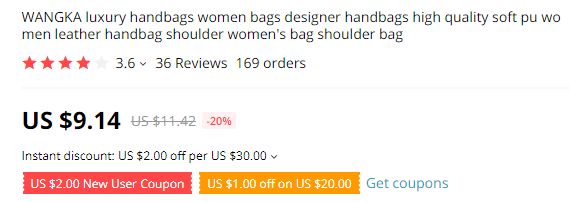 WANGKA luxury handbags women bags designer handbags high quality soft pu wo
men leather handbag shoulder women's bag shoulder bag
3.6 36 Reviews 169 orders
US $9.14 US $11.42 -20%
Instant discount: US $2.00 off per US $30.00
US $2.00 New User Coupon US $1.00 off on US $20.00 Get coupons